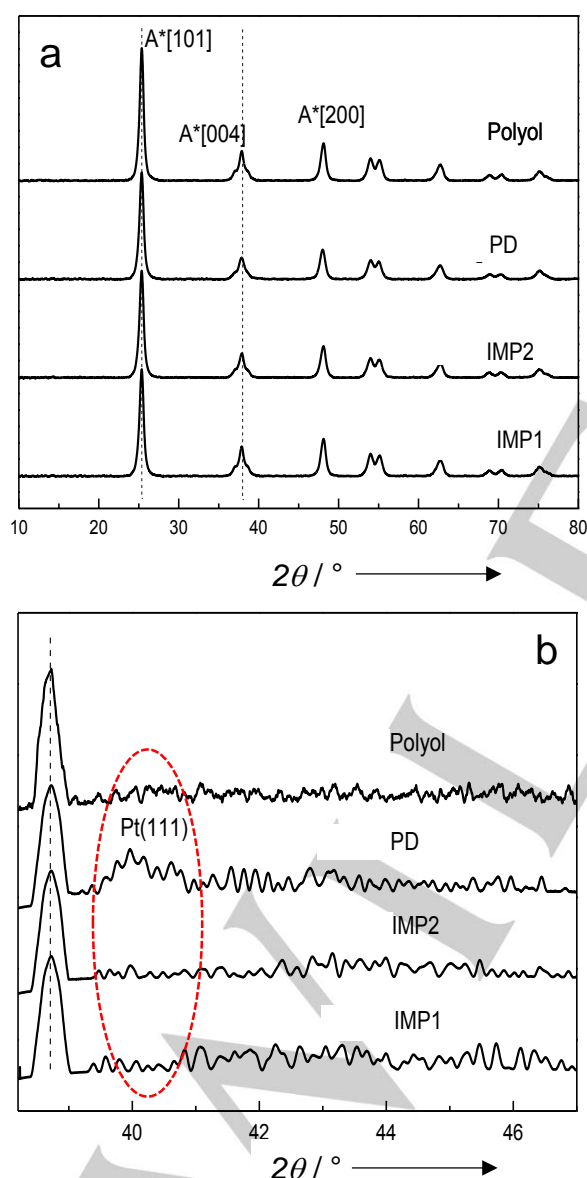 a
A*[101]
A*[004]
A*[200]
Polyol
PD
IMP2
IMP1
10 20 30 40 50 60 70 80
2θ / °
b
Polyol
Pt(111)
PD
IMP2
IMP1
40 42 44 46
2θ / °